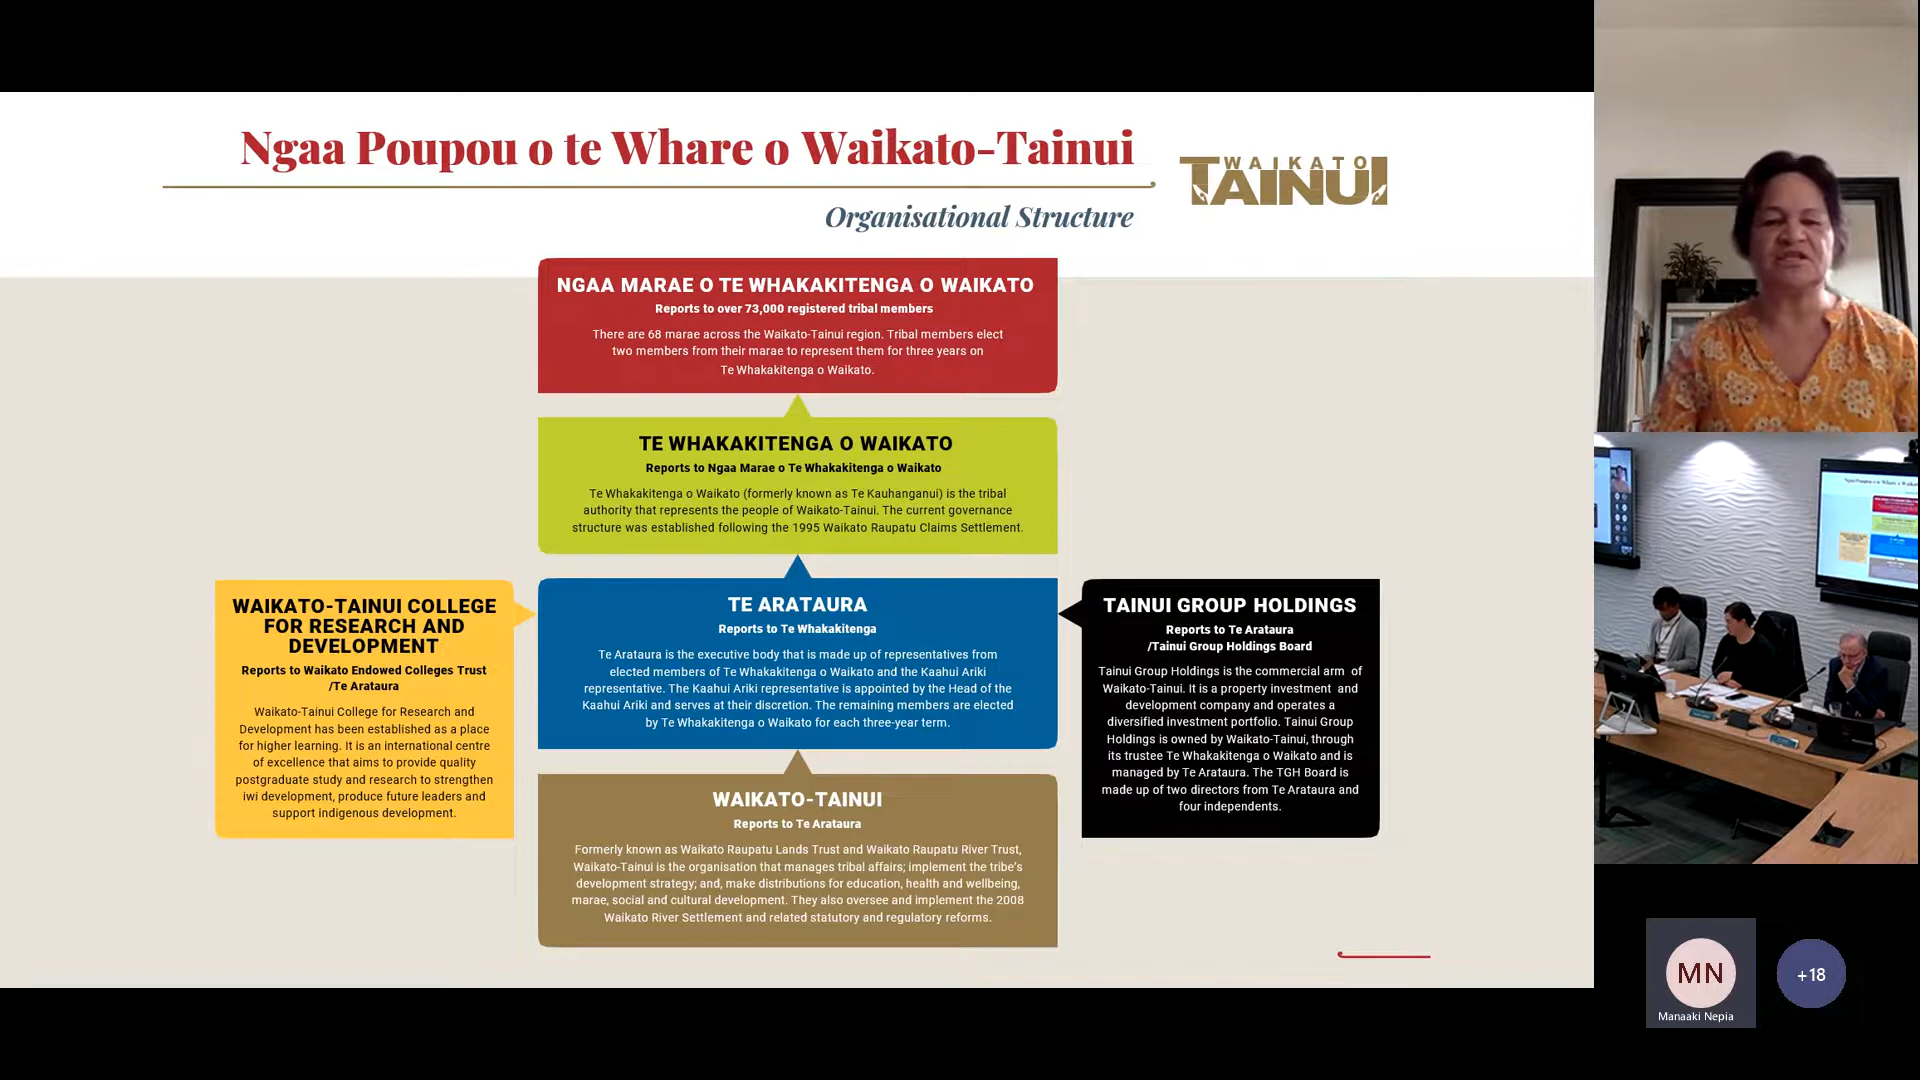 Ngaa Poupou o te Whare o Waikato-Tainui
WAIKATO
TAINUI
Organisational Structure
NGAA MARAE O TE WHAKAKITENGA O WAIKATO
Reports to over 73,000 registered tribal members
There are 68 marae across the Waikato-Tainui region. Tribal members elect
two members from their marae to represent them for three years on
Te Whakakitenga o Waikato.
TE WHAKAKITENGA O WAIKATO
Reports to Ngaa Marae o Te Whakakitenga o Waikato
Te Whakakitenga o Waikato (formerly known as Te Kauhanganui) is the tribal
authority that represents the people of Waikato-Tainui. The current governance
structure was established following the 1995 Waikato Raupatu Claims Settlement.
WAIKATO-TAINUI COLLEGE
FOR RESEARCH AND
DEVELOPMENT
Reports to Waikato Endowed Colleges Trust
/Te Arataura
Waikato-Tainui College for Research and
Development has been established as a place
for higher learning. It is an international centre
of excellence that aims to provide quality
postgraduate study and research to strengthen
iwi development, produce future leaders and
support indigenous development.
TE ARATAURA
Reports to Te Whakakitenga
Te Arataura is the executive body that is made up of representatives from
elected members of Te Whakakitenga o Waikato and the Kaahui Ariki
representative. The Kaahui Ariki representative is appointed by the Head of the
Kaahui Ariki and serves at their discretion. The remaining members are elected
by Te Whakakitenga o Waikato for each three-year term.
TAINUI GROUP HOLDINGS
Reports to Te Arataura
/Tainui Group Holdings Board
Tainui Group Holdings is the commercial arm of
Waikato-Tainui. It is a property investment and
development company and operates a
diversified investment portfolio. Tainui Group
Holdings is owned by Waikato-Tainui, through
its trustee Te Whakakitenga o Waikato and is
managed by Te Arataura. The TGH Board is
made up of two directors from Te Arataura and
four independents.
WAIKATO-TAINUI
Reports to Te Arataura
Formerly known as Waikato Raupatu Lands Trust and Waikato Raupatu River Trust,
Waikato-Tainui is the organisation that manages tribal affairs; implement the tribe's
development strategy; and, make distributions for education, health and wellbeing,
marae, social and cultural development. They also oversee and implement the 2008
Waikato River Settlement and related statutory and regulatory reforms.
MN
Manaaki Nepia
+18